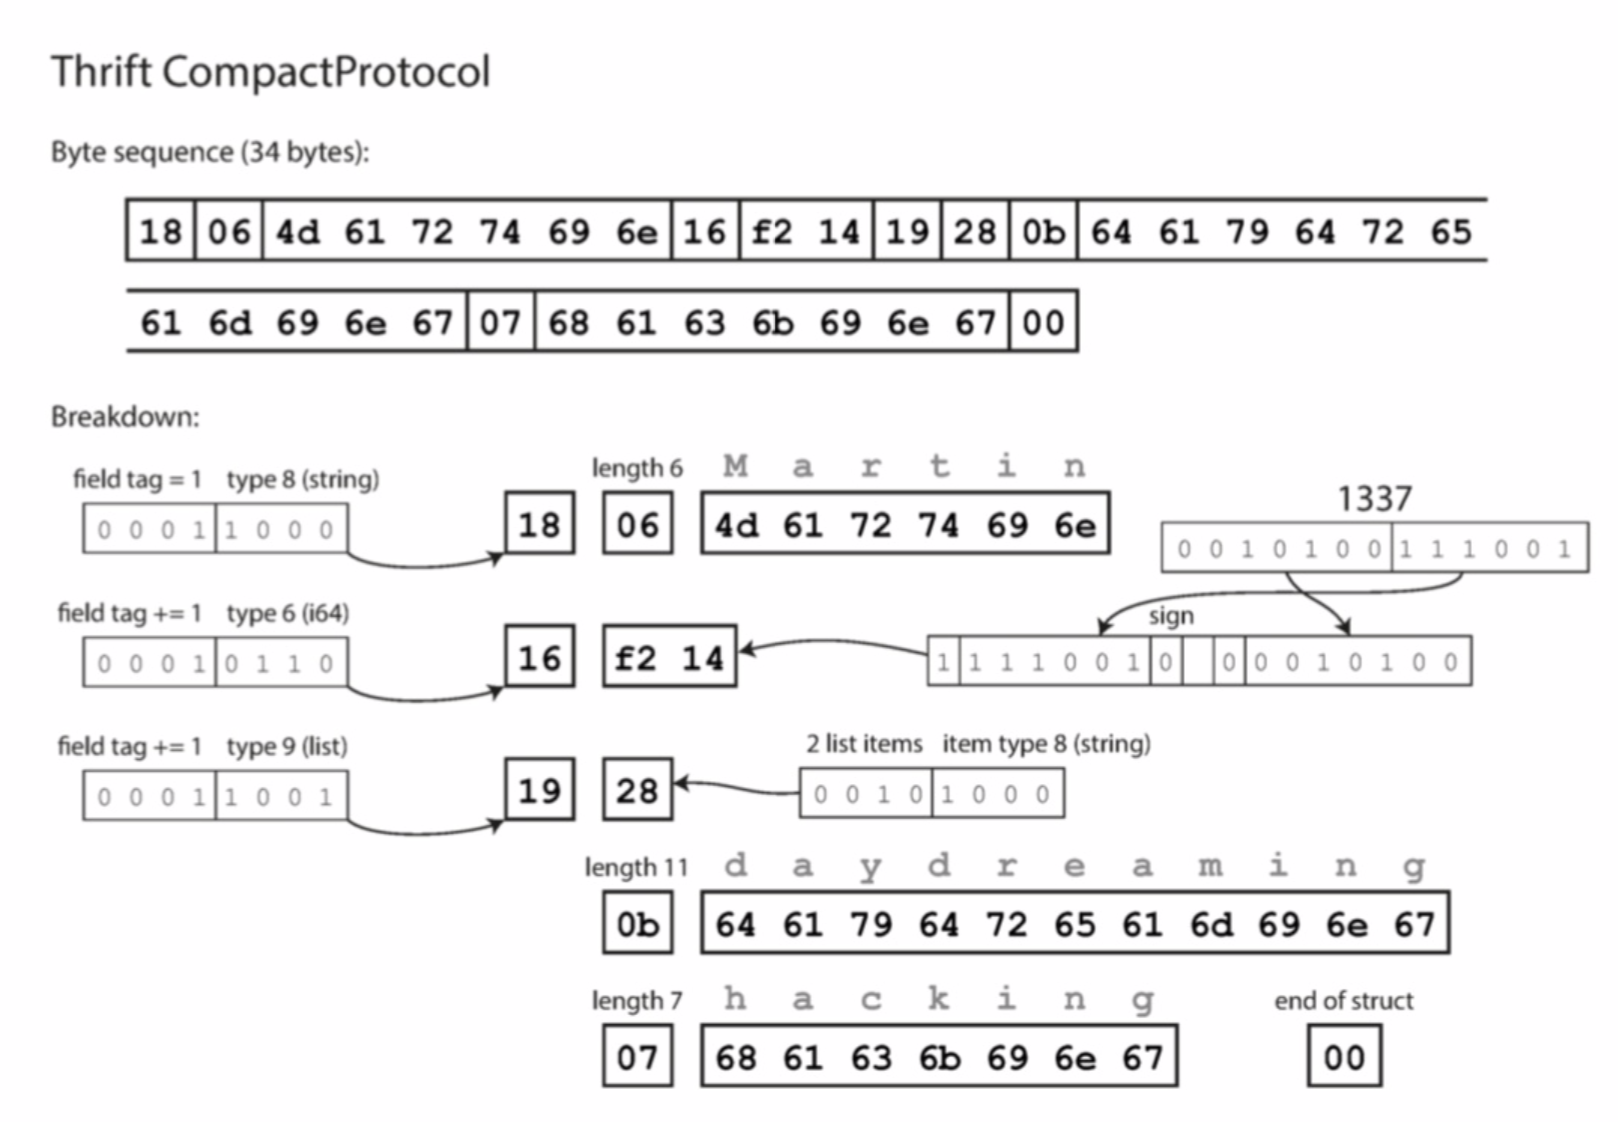 Thrift CompactProtocol
Byte sequence (34 bytes):
18 06 4d 61 72 74 69 6e 16 f2 14 19 28 0b 64 61 79 64 72 65
61 6d 69 6e 67 07 68 61 63 6b 69 6e 67 00
Breakdown:
field tag = 1 type 8 (string)
0 0 0 1 1 0 0 0
18
length 6
06
M a r t i n
4d 61 72 74 69 6e
1337
0 0 1 0 1 0 0 1 1 1 0 0 1
field tag += 1 type 6 (i64)
0 0 0 1 0 1 1 0
16
f2 14
sign
1 1 1 1 0 0 1 0 0 0 0 1 0 1 0 0
field tag += 1 type 9 (list)
0 0 0 1 1 0 0 1
19
28
2 list items item type 8 (string)
0 0 1 0 1 0 0 0
length 11
0b
d a y d r e a m i n g
64 61 79 64 72 65 61 6d 69 6e 67
length 7
07
h a c k i n g
68 61 63 6b 69 6e 67
end of struct
00